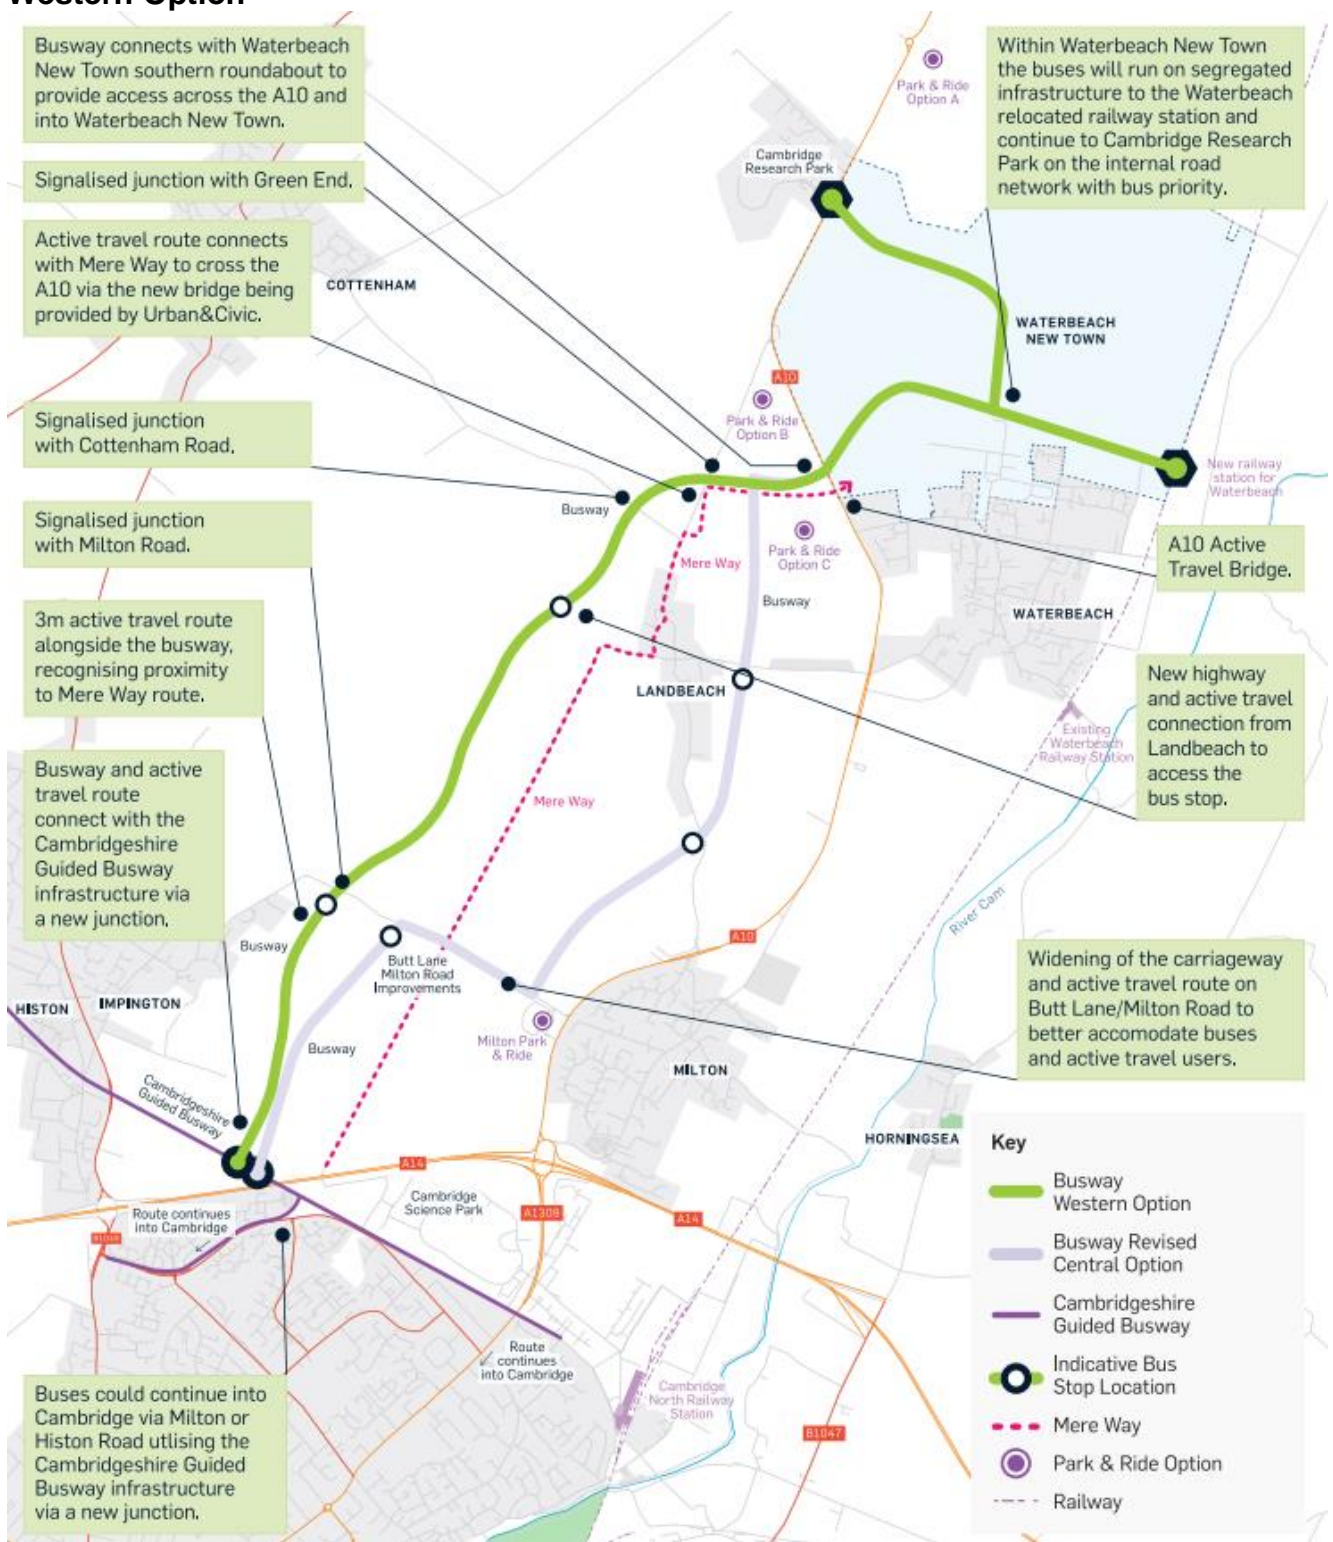 Western Option
Busway connects with Waterbeach
New Town southern roundabout to
provide access across the A10 and
into Waterbeach New Town.
Signalised junction with Green End.
Active travel route connects
with Mere Way to cross the
A10 via the new bridge being
provided by Urban&Civic.
Signalised junction
with Cottenham Road.
Signalised junction
with Milton Road.
3m active travel route
alongside the busway,
recognising proximity
to Mere Way route.
Busway and active
travel route
connect with the
Cambridgeshire
Guided Busway
infrastructure via
a new junction.
Buses could continue into
Cambridge via Milton or
Histon Road utlising the
Cambridgeshire Guided
Busway infrastructure
via a new junction.
Within Waterbeach New Town
the buses will run on segregated
infrastructure to the Waterbeach
relocated railway station and
continue to Cambridge Research
Park on the internal road
network with bus priority.
A10 Active
Travel Bridge.
New highway
and active travel
connection from
Landbeach to
access the
bus stop.
Widening of the carriageway
and active travel route on
Butt Lane/Milton Road to
better accomodate buses
and active travel users.
Park & Ride
Option A
Cambridge
Research Park
COTTENHAM
WATERBEACH
NEW TOWN
A10
Park & Ride
Option B
New railway
station for
Waterbeach
Busway
Park & Ride
Option C
Mere Way
Busway
WATERBEACH
LANDBEACH
Existing
Waterbeach
Railway Station
Mere Way
River Cam
A10
Busway
Butt Lane
Milton Road
Improvements
HISTON
IMPINGTON
Busway
Milton Park
& Ride
MILTON
Cambridgeshire
Guided Busway
HORNINGSEA
A14
Cambridge
Science Park
A1309
A14
Route continues
into Cambridge
Route
continues
into Cambridge
Cambridge
North Railway
Station
B1047
Key
Busway
Western Option
Busway Revised
Central Option
Cambridgeshire
Guided Busway
Indicative Bus
Stop Location
Mere Way
Park & Ride Option
Railway